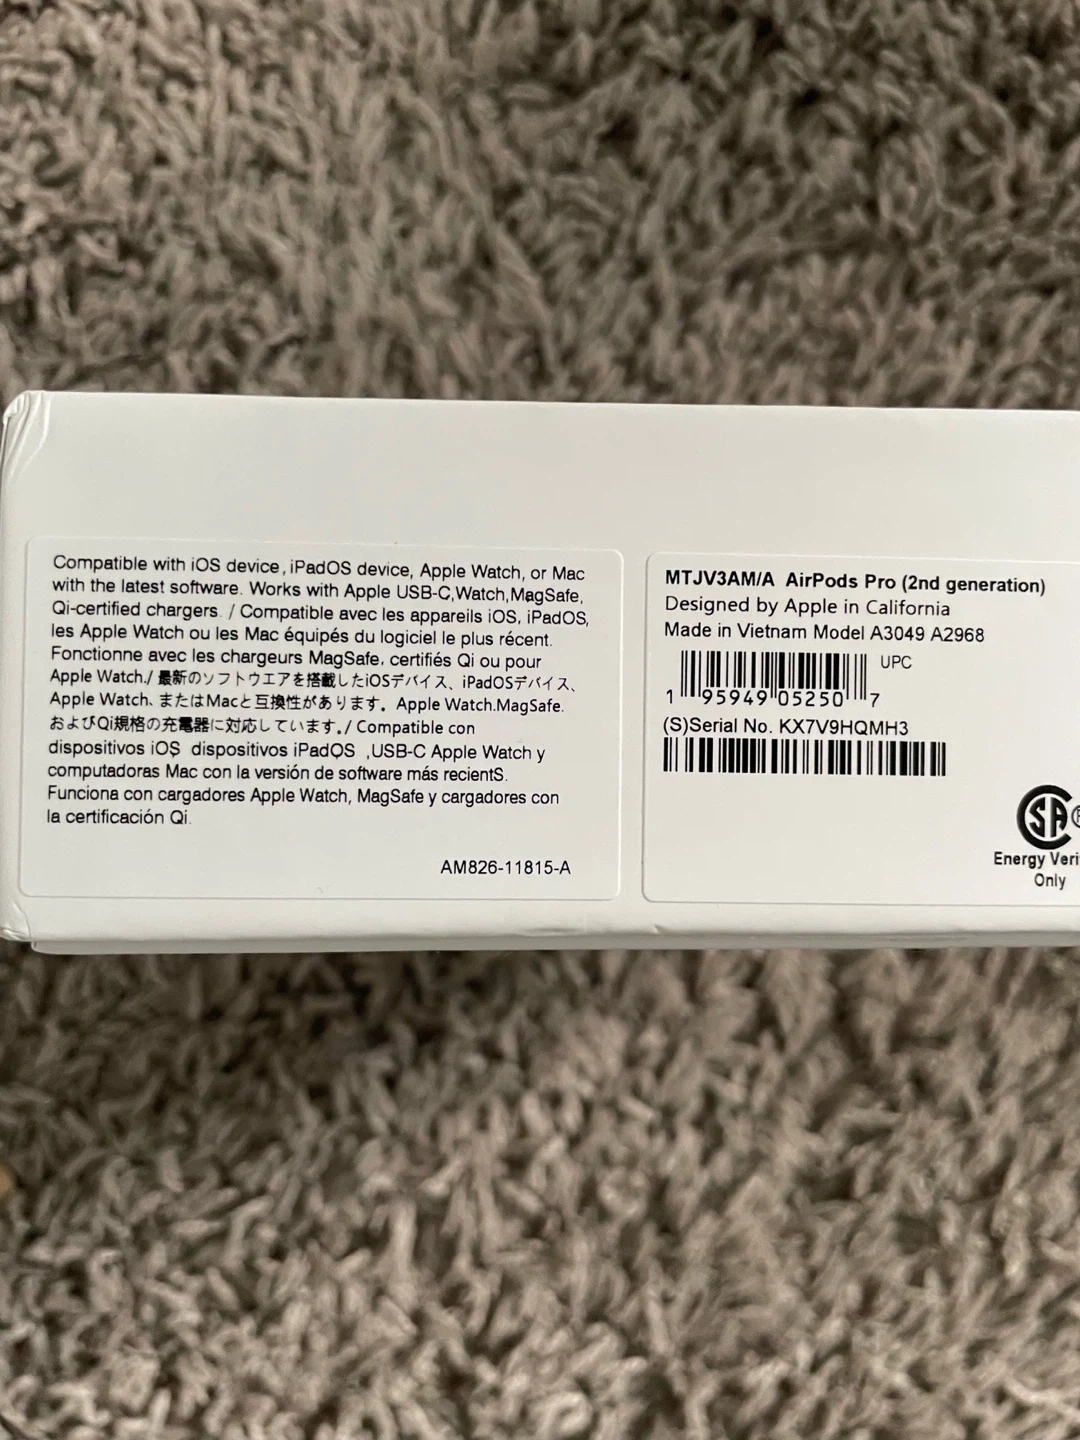 Compatible with iOS device, iPadOS device, Apple Watch, or Mac
with the latest software. Works with Apple USB-C,Watch,MagSafe,
Qi-certified chargers. / Compatible avec les appareils iOS, iPadOS,
les Apple Watch ou les Mac équipés du logiciel le plus récent.
Fonctionne avec les chargeurs MagSafe, certifiés Qi ou pour
Apple Watch./ 最新のソフトウエアを搭載したiOSデバイス、iPadOSデバイス、
Apple Watch、またはMacと互換性があります。Apple Watch.MagSafe.
およびQi規格の充電器に対応しています。/ Compatible con
dispositivos iOS dispositivos iPadOS ,USB-C Apple Watch y
computadoras Mac con la versión de software más recientS.
Funciona con cargadores Apple Watch, MagSafe y cargadores con
la certificación Qi.
AM826-11815-A
MTJV3AM/A AirPods Pro (2nd generation)
Designed by Apple in California
Made in Vietnam Model A3049 A2968
UPC
1 95949 05250 7
(S)Serial No. KX7V9HQMH3
SA
Energy Veri
Only